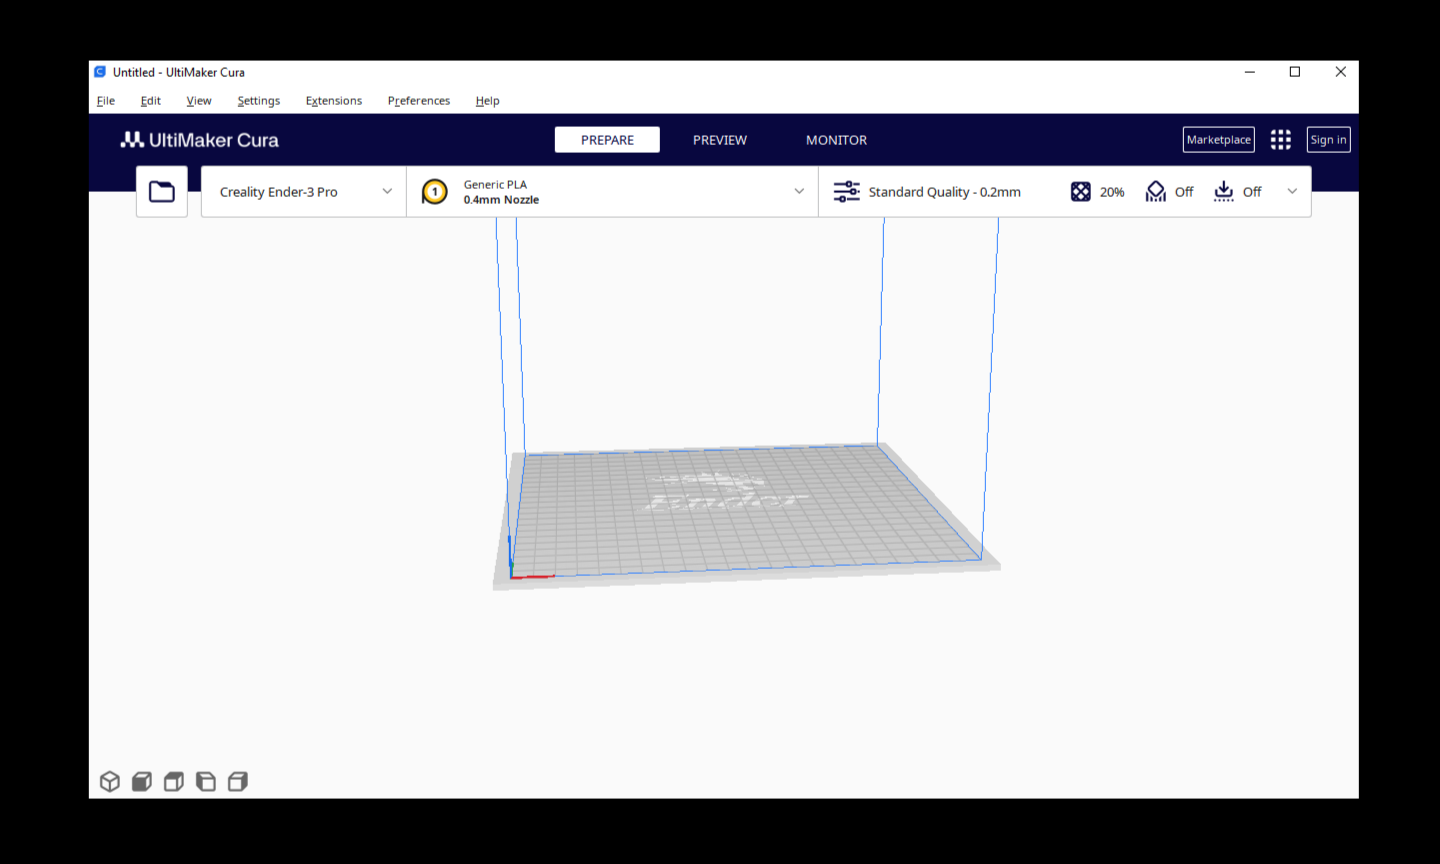 Untitled - UltiMaker Cura
File Edit View Settings Extensions Preferences Help
UltiMaker Cura PREPARE PREVIEW MONITOR Marketplace Sign in
Creality Ender-3 Pro
1
Generic PLA
0.4mm Nozzle
Standard Quality - 0.2mm 20% Off Off
Ender